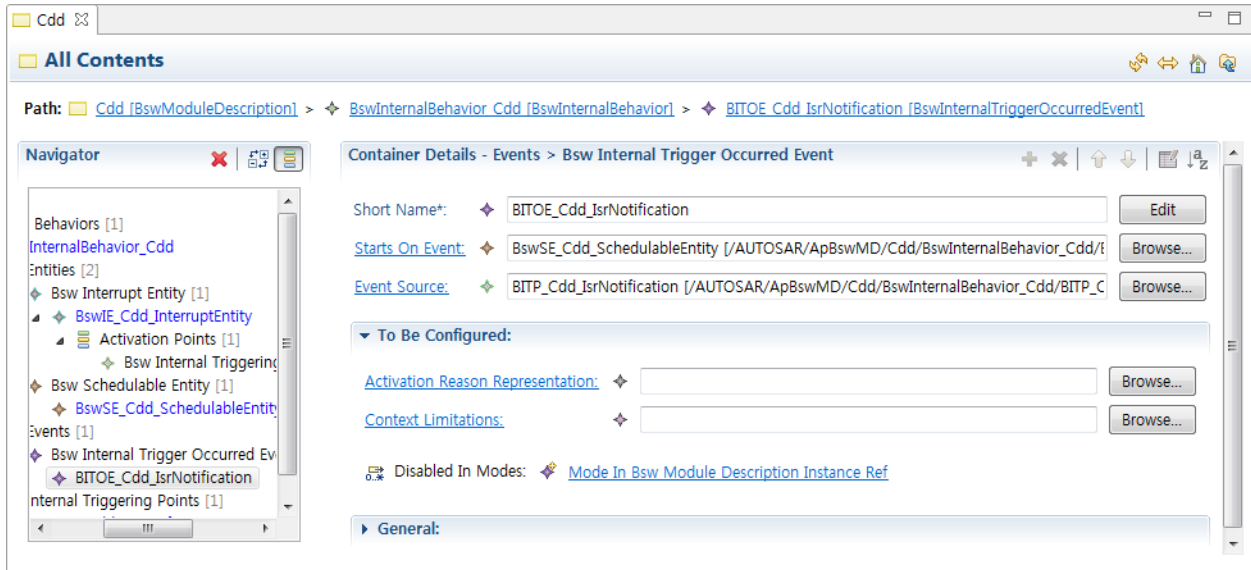 Cdd
All Contents
Path: Cdd [BswModuleDescription] > BswInternalBehavior_Cdd [BswInternalBehavior] > BITOE_Cdd_IsrNotification [BswInternalTriggerOccurredEvent]
Navigator
Behaviors [1]
InternalBehavior_Cdd
Entities [2]
Bsw Interrupt Entity [1]
BswIE_Cdd_InterruptEntity
Activation Points [1]
Bsw Internal Triggering
Bsw Schedulable Entity [1]
BswSE_Cdd_SchedulableEntity
Events [1]
Bsw Internal Trigger Occurred Ev
BITOE_Cdd_IsrNotification
nternal Triggering Points [1]
Container Details - Events > Bsw Internal Trigger Occurred Event
Short Name*: BITOE_Cdd_IsrNotification Edit
Starts On Event: BswSE_Cdd_SchedulableEntity [/AUTOSAR/ApBswMD/Cdd/BswInternalBehavior_Cdd/E Browse...
Event Source: BITP_Cdd_IsrNotification [/AUTOSAR/ApBswMD/Cdd/BswInternalBehavior_Cdd/BITP_C Browse...
To Be Configured:
Activation Reason Representation: Browse...
Context Limitations: Browse...
0..* Disabled In Modes: Mode In Bsw Module Description Instance Ref
General: